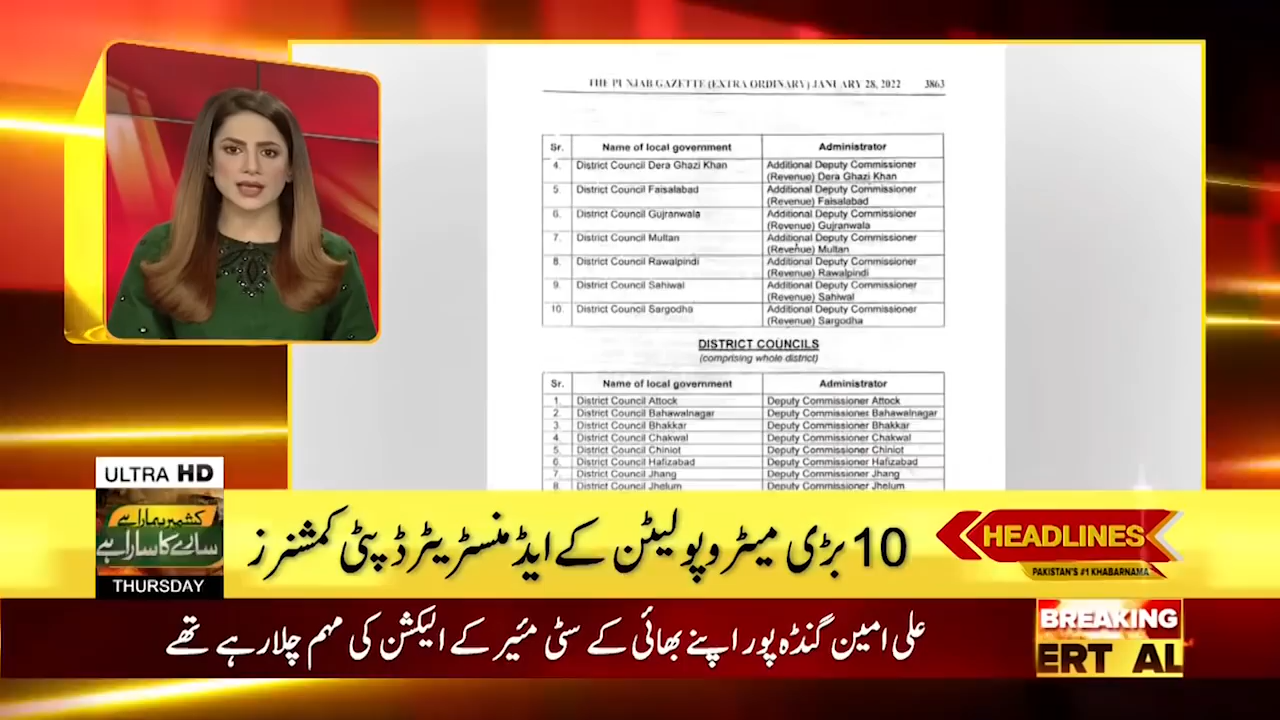 THE PUNJAB GAZETTE (EXTRA ORDINARY) JANUARY 28, 2022 3863
Sr. Name of local government Administrator
4. District Council Dera Ghazi Khan Additional Deputy Commissioner (Revenue) Dera Ghazi Khan
5. District Council Faisalabad Additional Deputy Commissioner (Revenue) Faisalabad
6. District Council Gujranwala Additional Deputy Commissioner (Revenue) Gujranwala
7. District Council Multan Additional Deputy Commissioner (Revenue) Multan
8. District Council Rawalpindi Additional Deputy Commissioner (Revenue) Rawalpindi
9. District Council Sahiwal Additional Deputy Commissioner (Revenue) Sahiwal
10. District Council Sargodha Additional Deputy Commissioner (Revenue) Sargodha
DISTRICT COUNCILS
(comprising whole district)
Sr. Name of local government Administrator
1. District Council Attock Deputy Commissioner Attock
2. District Council Bahawalnagar Deputy Commissioner Bahawalnagar
3. District Council Bhakkar Deputy Commissioner Bhakkar
4. District Council Chakwal Deputy Commissioner Chakwal
5. District Council Chiniot Deputy Commissioner Chiniot
6. District Council Hafizabad Deputy Commissioner Hafizabad
7. District Council Jhang Deputy Commissioner Jhang
8. District Council Jhelum Deputy Commissioner Jhelum
ULTRA HD
کشمیر ہمارا ہے
سارے کا سارا ہے
THURSDAY
10 بڑی میٹروپولیٹن کے ایڈمنسٹریٹر ڈپٹی کمشنرز
HEADLINES
PAKISTAN'S #1 KHABARNAMA
علی امین گنڈہ پور اپنے بھائی کے سٹی مئیر کے الیکشن کی مہم چلارہے تھے
BREAKING
ERT AL